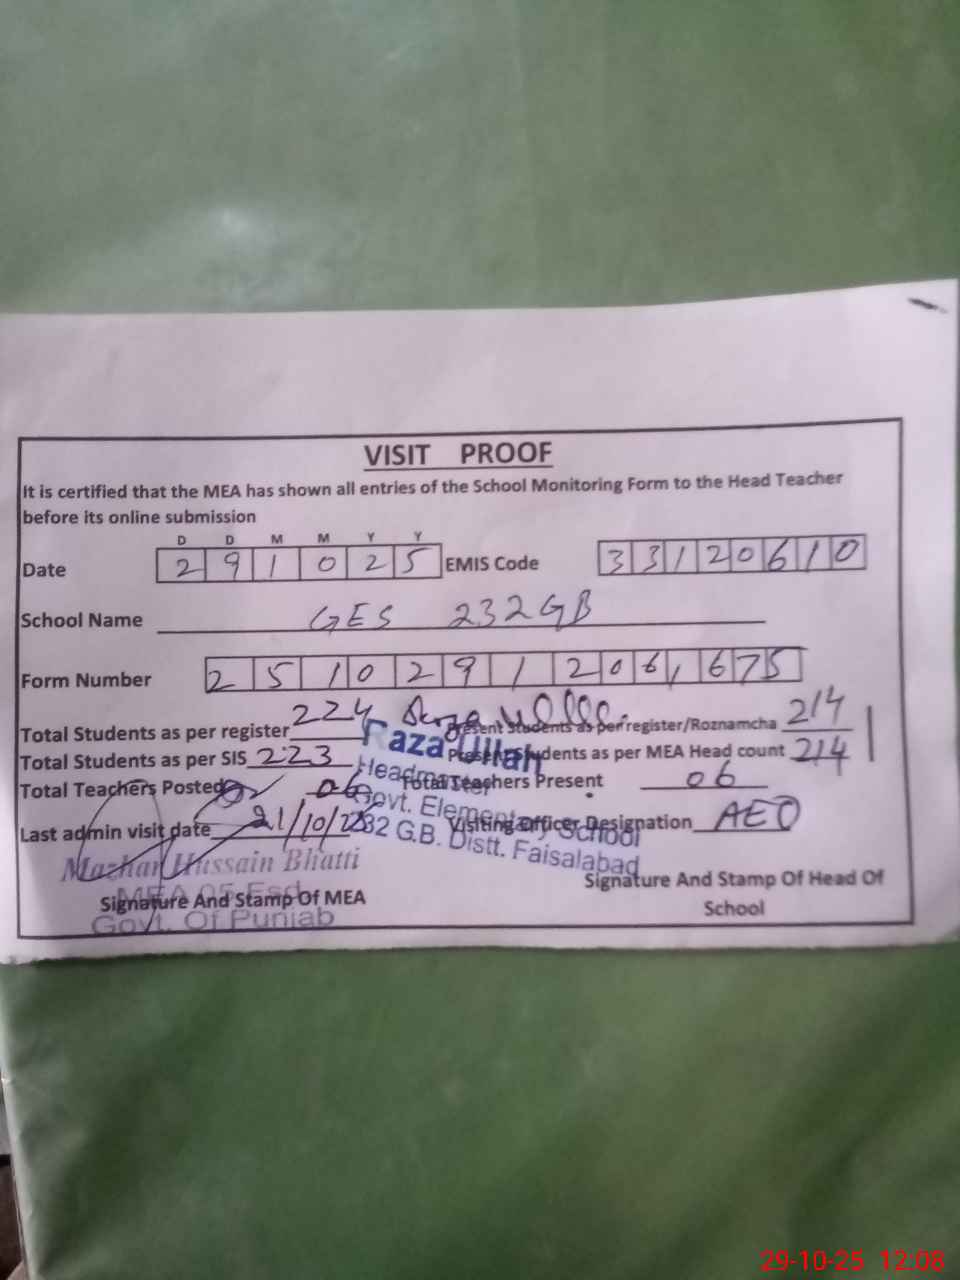 VISIT PROOF
It is certified that the MEA has shown all entries of the School Monitoring Form to the Head Teacher
before its online submission
D D M M Y Y
Date 2 9 1 0 2 5 EMIS Code 3 3 1 2 0 6 1 0
School Name GES 232 GB
Form Number 2 5 1 0 2 9 1 2 0 6 1 6 7 5
Total Students as per register 224 Present Students as per register/Roznamcha 214
Total Students as per SIS 223 Present Students as per MEA Head count 214
Total Teachers Posted 06 Total Teachers Present 06
Last admin visit date 21/10/25 Visiting Officer Designation AEO
Raza Ullah
Headmaster
Govt. Elementary School
232 G.B. Distt. Faisalabad
Mazhar Hussain Bhatti
MEA 05 Fsd
Govt. Of Punjab
Signature And Stamp Of MEA
Signature And Stamp Of Head Of
School
29-10-25 12:08